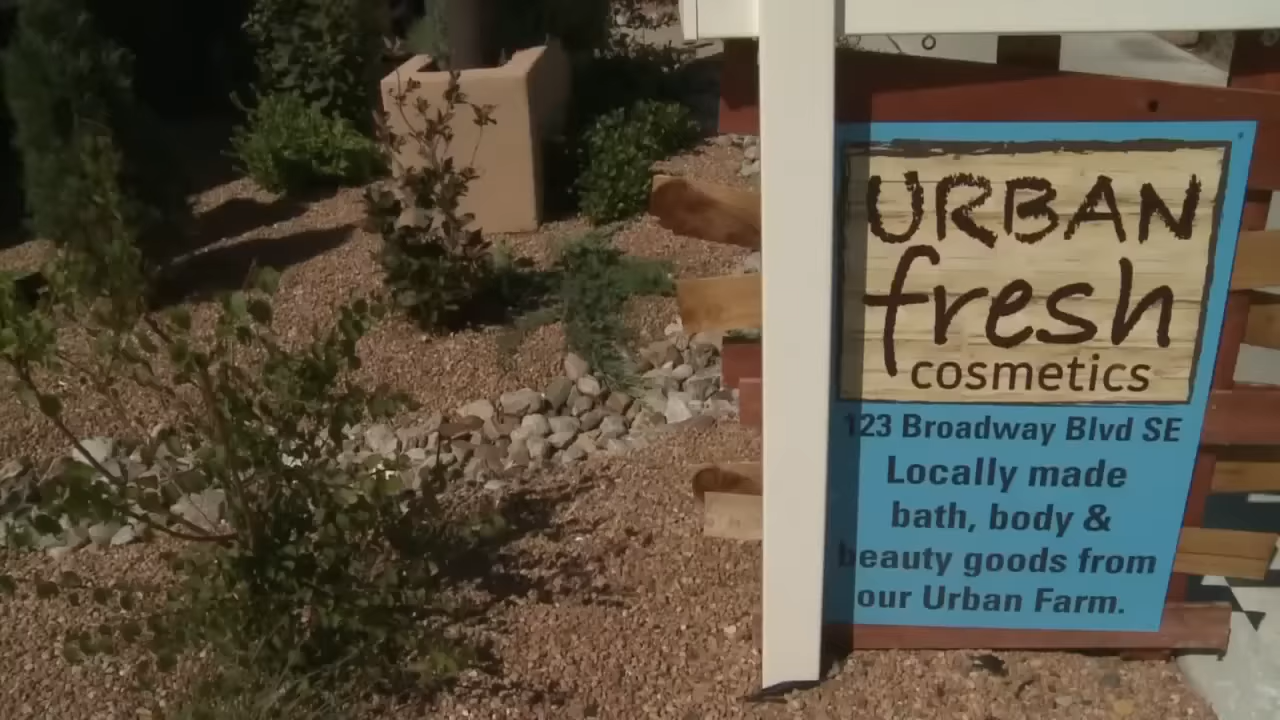 URBAN
fresh
cosmetics
123 Broadway Blvd SE
Locally made
bath, body &
beauty goods from
our Urban Farm.